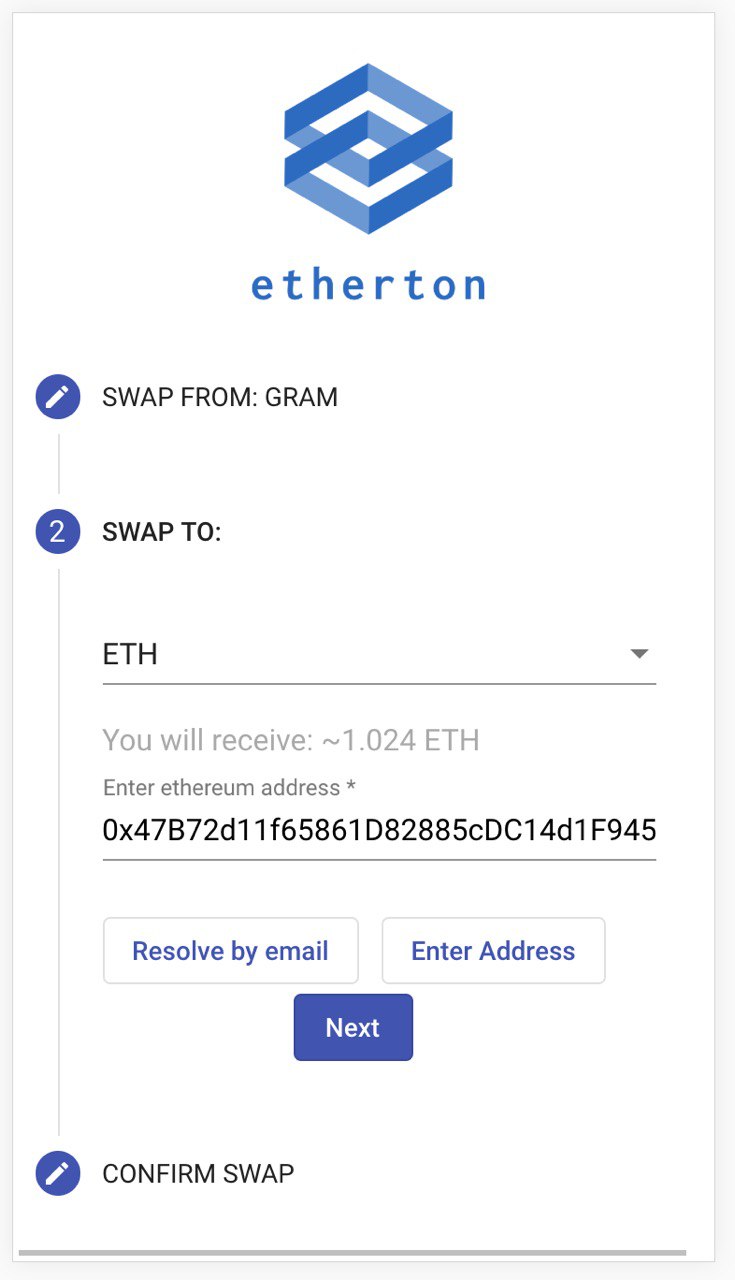 etherton
SWAP FROM: GRAM
2 SWAP TO:
ETH
You will receive: ~1.024 ETH
Enter ethereum address *
0x47B72d11f65861D82885cDC14d1F945
Resolve by email Enter Address
Next
CONFIRM SWAP